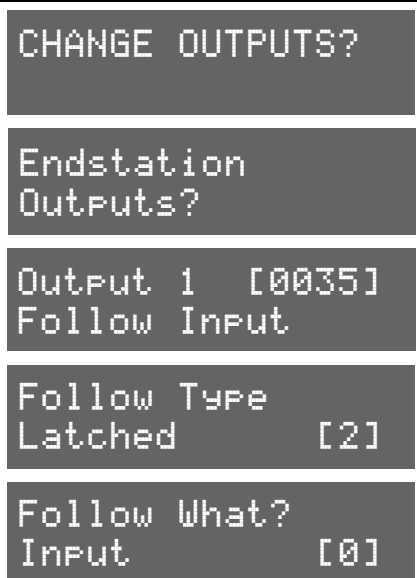 CHANGE OUTPUTS?
Endstation
Outputs?
Output 1 [0035]
Follow Input
Follow Type
Latched [2]
Follow What?
Input [0]